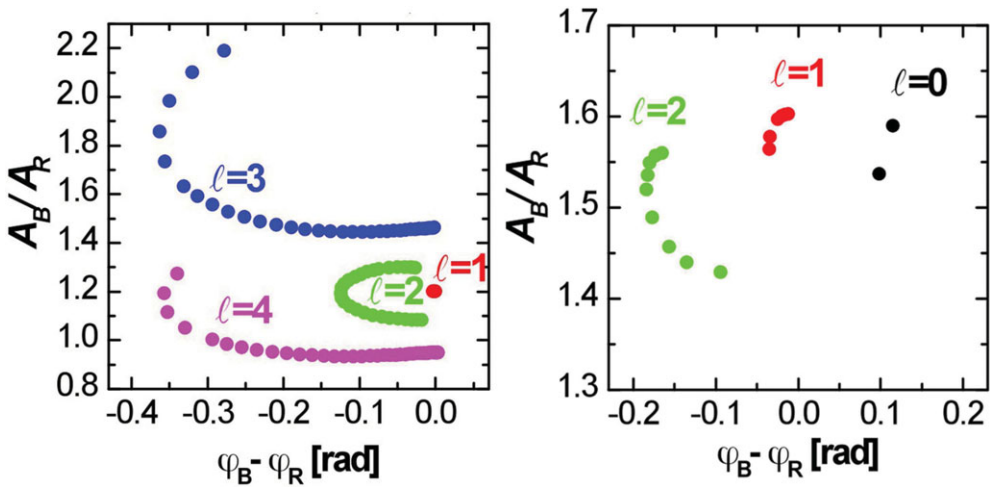 2.2
2.0
1.8
1.6
1.4
1.2
1.0
0.8
A_B/A_R
ℓ=3
ℓ=1
ℓ=2
ℓ=4
-0.4 -0.3 -0.2 -0.1 0.0
φ_B- φ_R [rad]
1.7
1.6
1.5
1.4
1.3
A_B/A_R
ℓ=1
ℓ=0
ℓ=2
-0.2 -0.1 0.0 0.1 0.2
φ_B- φ_R [rad]